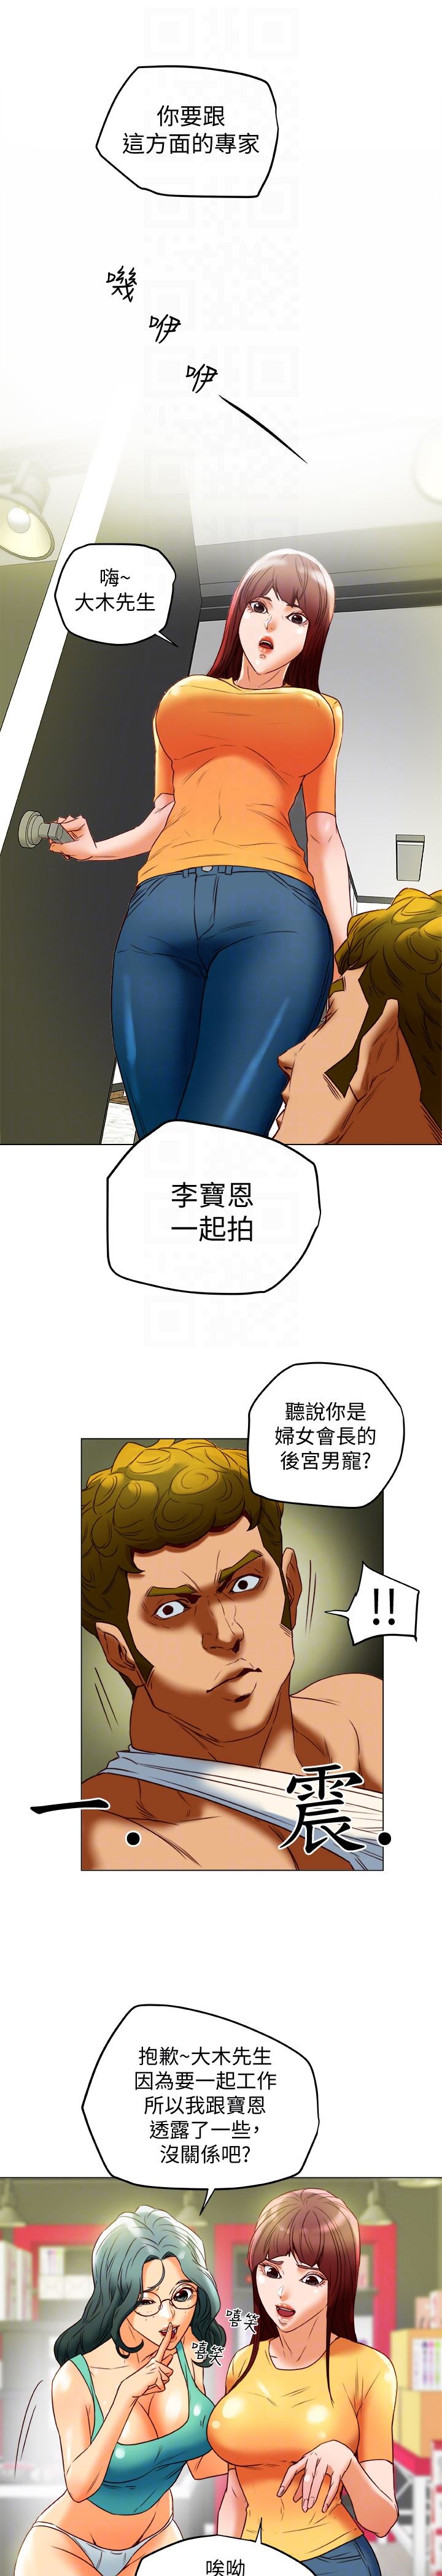 你要跟
這方面的專家
嘰
咿
咿
嗨~
大木先生
李寶恩
一起拍
聽說你是
婦女會長的
後宮男寵?
!!
一震
抱歉~大木先生
因為要一起工作
所以我跟寶恩
透露了一些,
沒關係吧?
嘻笑
嘻笑
唉呦